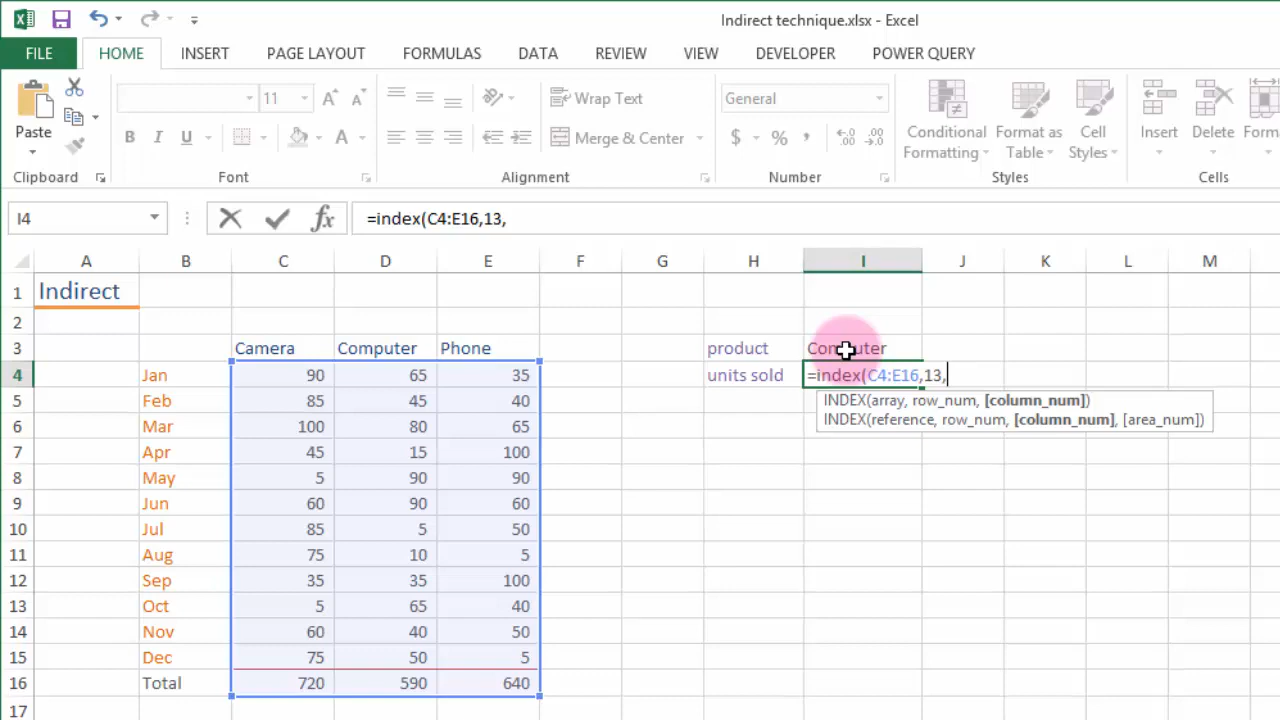 Indirect technique.xlsx - Excel
FILE HOME INSERT PAGE LAYOUT FORMULAS DATA REVIEW VIEW DEVELOPER POWER QUERY
11 A A Wrap Text General
Paste B I U A Merge & Center $ % , Conditional Formatting Format as Table Cell Styles Insert Delete Form
Clipboard Font Alignment Number Styles Cells
I4 fx =index(C4:E16,13,
A B C D E F G H I J K L M
1 Indirect
2
3 Camera Computer Phone product Computer
4 Jan 90 65 35 units sold =index(C4:E16,13,
5 Feb 85 45 40 INDEX(array, row_num, [column_num])
INDEX(reference, row_num, [column_num], [area_num])
6 Mar 100 80 65
7 Apr 45 15 100
8 May 5 90 90
9 Jun 60 90 60
10 Jul 85 5 50
11 Aug 75 10 5
12 Sep 35 35 100
13 Oct 5 65 40
14 Nov 60 40 50
15 Dec 75 50 5
16 Total 720 590 640
17